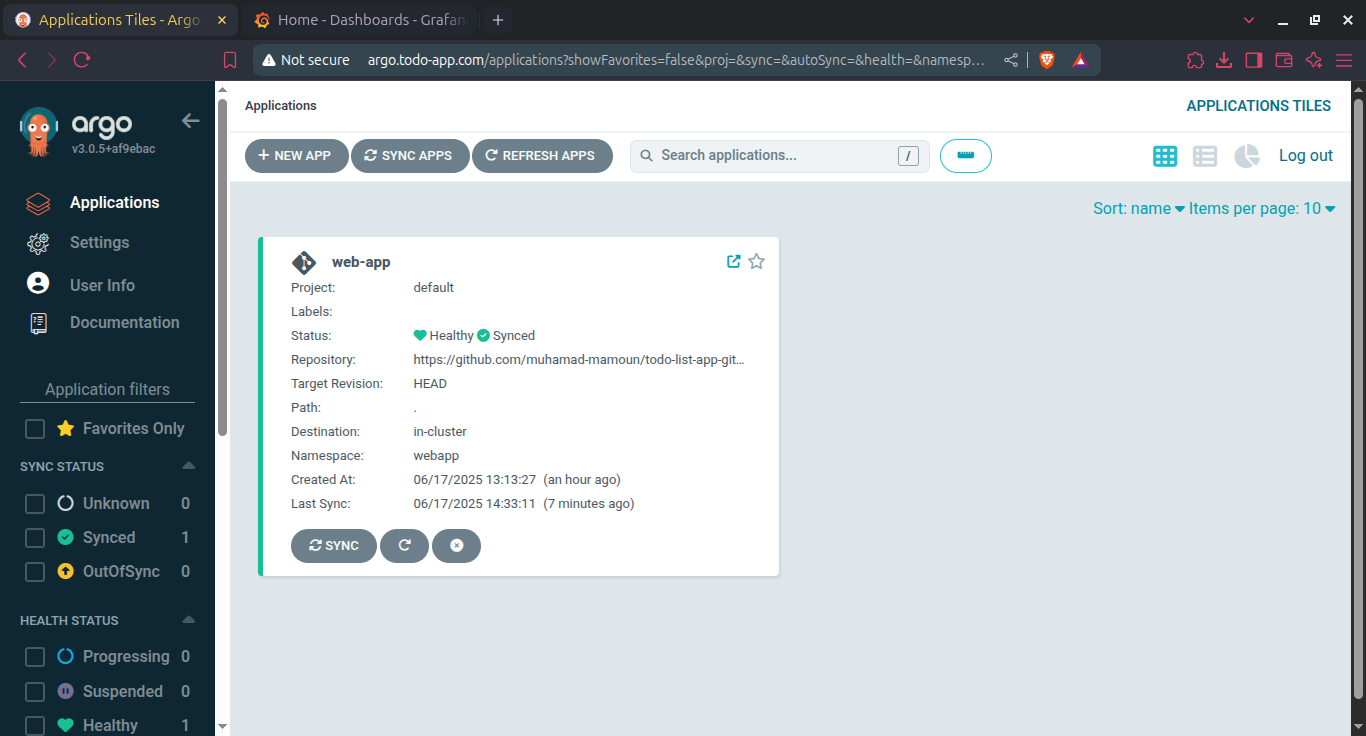 Applications Tiles - Argo
Home - Dashboards - Grafan
Not secure argo.todo-app.com/applications?showFavorites=false&proj=&sync=&autoSync=&health=&namesp...
argo
v3.0.5+af9ebac
Applications
Settings
User Info
Documentation
Application filters
Favorites Only
SYNC STATUS
Unknown 0
Synced 1
OutOfSync 0
HEALTH STATUS
Progressing 0
Suspended 0
Healthy 1
Applications
APPLICATIONS TILES
+ NEW APP
SYNC APPS
REFRESH APPS
Search applications... /
Log out
Sort: name
Items per page: 10
web-app
Project: default
Labels:
Status: Healthy Synced
Repository: https://github.com/muhamad-mamoun/todo-list-app-git...
Target Revision: HEAD
Path: .
Destination: in-cluster
Namespace: webapp
Created At: 06/17/2025 13:13:27 (an hour ago)
Last Sync: 06/17/2025 14:33:11 (7 minutes ago)
SYNC